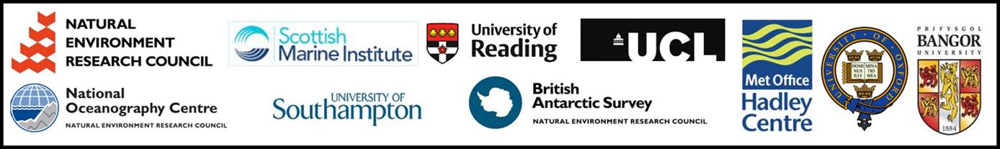 NATURAL
ENVIRONMENT
RESEARCH COUNCIL
Scottish
Marine Institute
University of
Reading
UCL
Met Office
Hadley
Centre
UNIVERSITY · OF · OXFORD
DOMI
NUS
ILLV
MINA
TIO
MEA
PRIFYSGOL
BANGOR
UNIVERSITY
1884
National
Oceanography Centre
NATURAL ENVIRONMENT RESEARCH COUNCIL
UNIVERSITY OF
Southampton
British
Antarctic Survey
NATURAL ENVIRONMENT RESEARCH COUNCIL